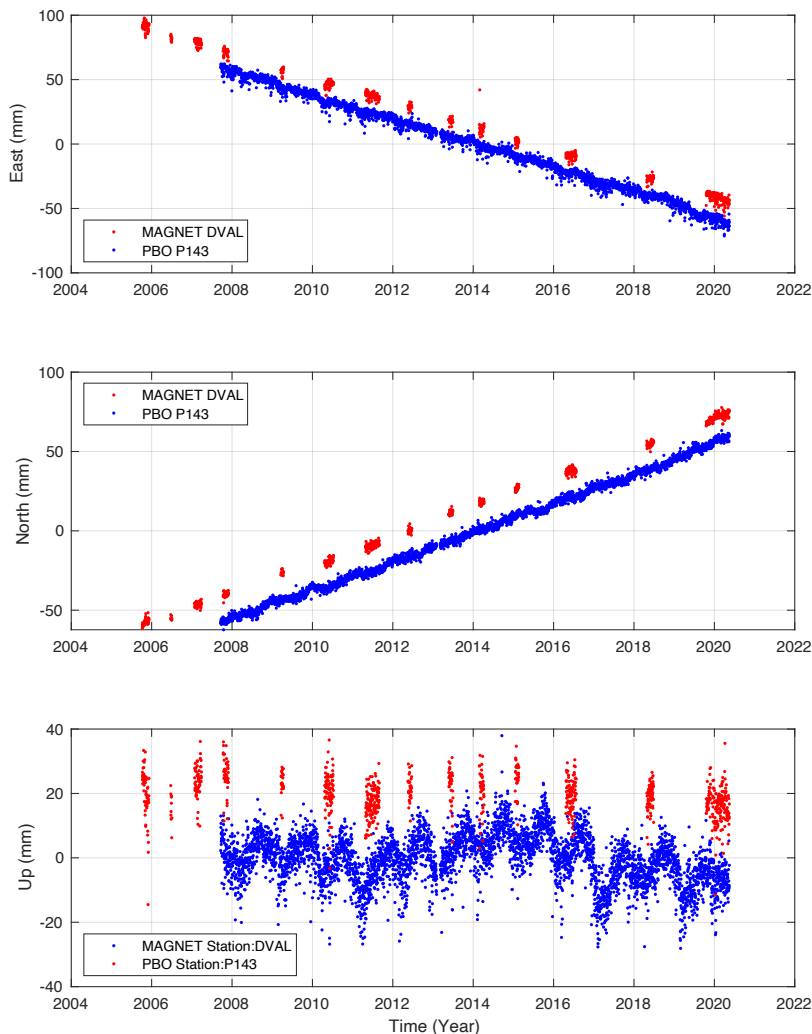 100
50
0
-50
-100
East (mm)
MAGNET DVAL
PBO P143
2004 2006 2008 2010 2012 2014 2016 2018 2020 2022
100
50
0
-50
North (mm)
MAGNET DVAL
PBO P143
2004 2006 2008 2010 2012 2014 2016 2018 2020 2022
40
20
0
-20
-40
Up (mm)
MAGNET Station:DVAL
PBO Station:P143
2004 2006 2008 2010 2012 2014 2016 2018 2020 2022
Time (Year)